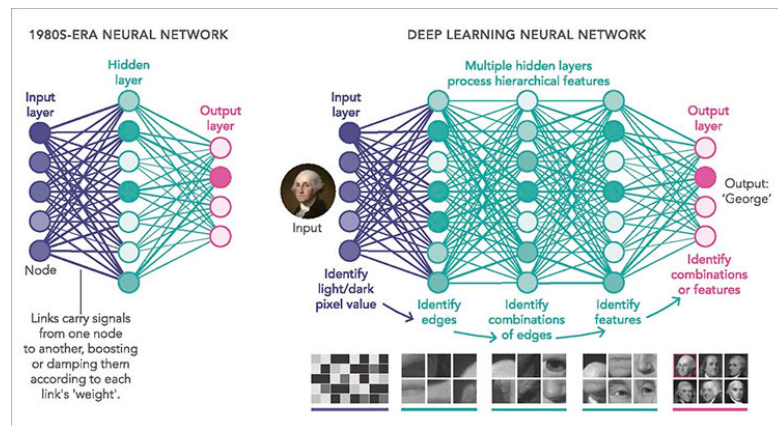 1980S-ERA NEURAL NETWORK
Hidden
layer
Input
layer
Output
layer
Node
Links carry signals
from one node
to another, boosting
or damping them
according to each
link's 'weight'.
DEEP LEARNING NEURAL NETWORK
Multiple hidden layers
process hierarchical features
Input
layer
Output
layer
Input
Output:
'George'
Identify
light/dark
pixel value
Identify
edges
Identify
combinations
of edges
Identify
features
Identify
combinations
or features